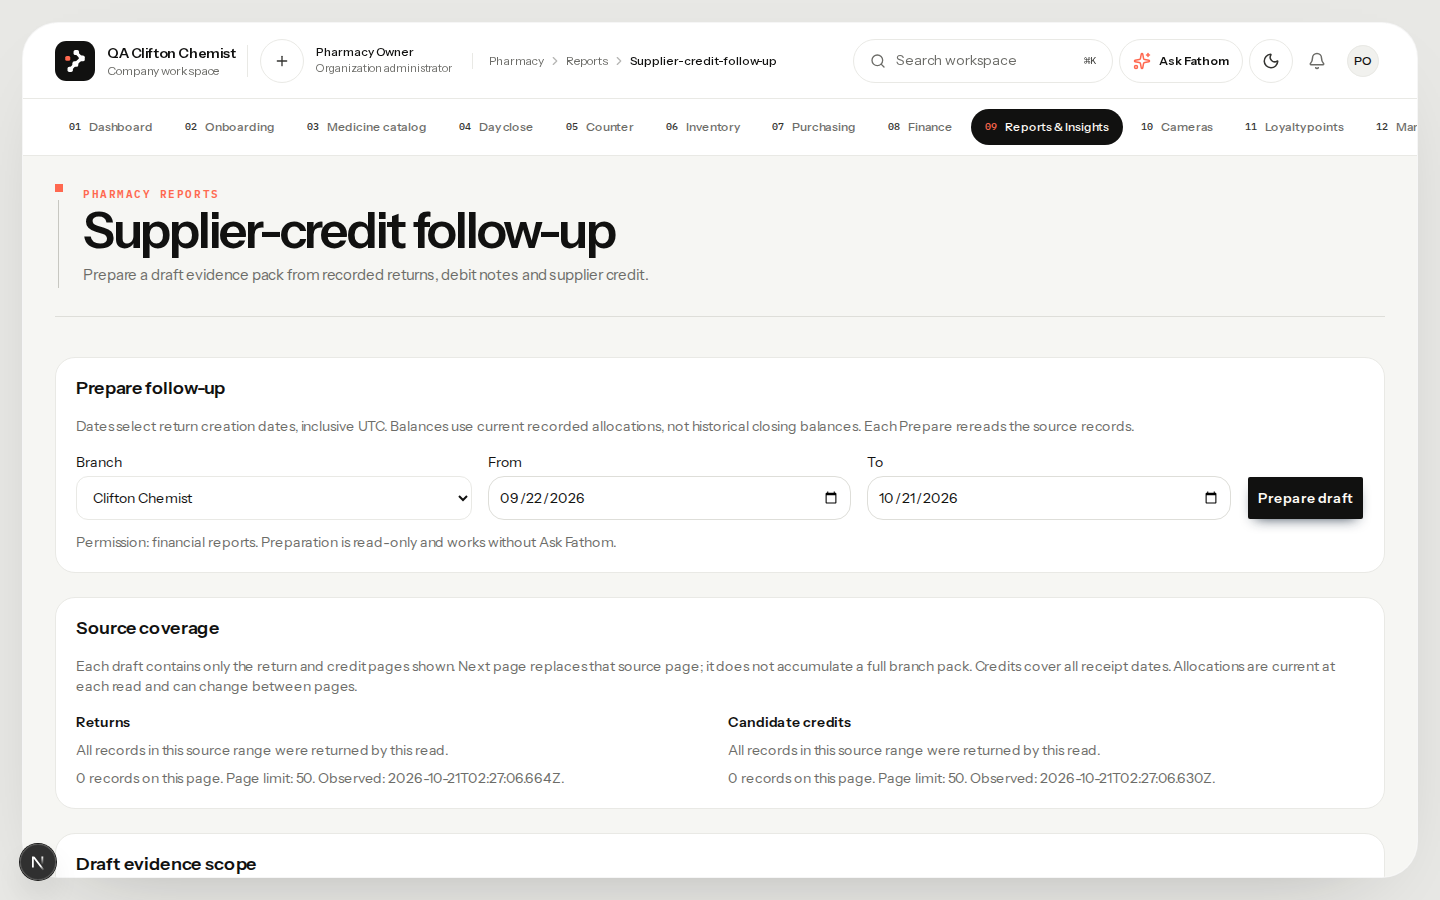 QA Clifton Chemist
Company workspace
Pharmacy Owner
Organization administrator
Pharmacy
Reports
Supplier-credit-follow-up
Search workspace
⌘K
Ask Fathom
PO
01 Dashboard
02 Onboarding
03 Medicine catalog
04 Day close
05 Counter
06 Inventory
07 Purchasing
08 Finance
09 Reports & Insights
10 Cameras
11 Loyalty points
12 Mar
PHARMACY REPORTS
Supplier-credit follow-up
Prepare a draft evidence pack from recorded returns, debit notes and supplier credit.
Prepare follow-up
Dates select return creation dates, inclusive UTC. Balances use current recorded allocations, not historical closing balances. Each Prepare rereads the source records.
Branch
From
To
Clifton Chemist
09/22/2026
10/21/2026
Prepare draft
Permission: financial reports. Preparation is read-only and works without Ask Fathom.
Source coverage
Each draft contains only the return and credit pages shown. Next page replaces that source page; it does not accumulate a full branch pack. Credits cover all receipt dates. Allocations are current at
each read and can change between pages.
Returns
Candidate credits
All records in this source range were returned by this read.
All records in this source range were returned by this read.
0 records on this page. Page limit: 50. Observed: 2026-10-21T02:27:06.664Z.
0 records on this page. Page limit: 50. Observed: 2026-10-21T02:27:06.630Z.
N
Draft evidence scope